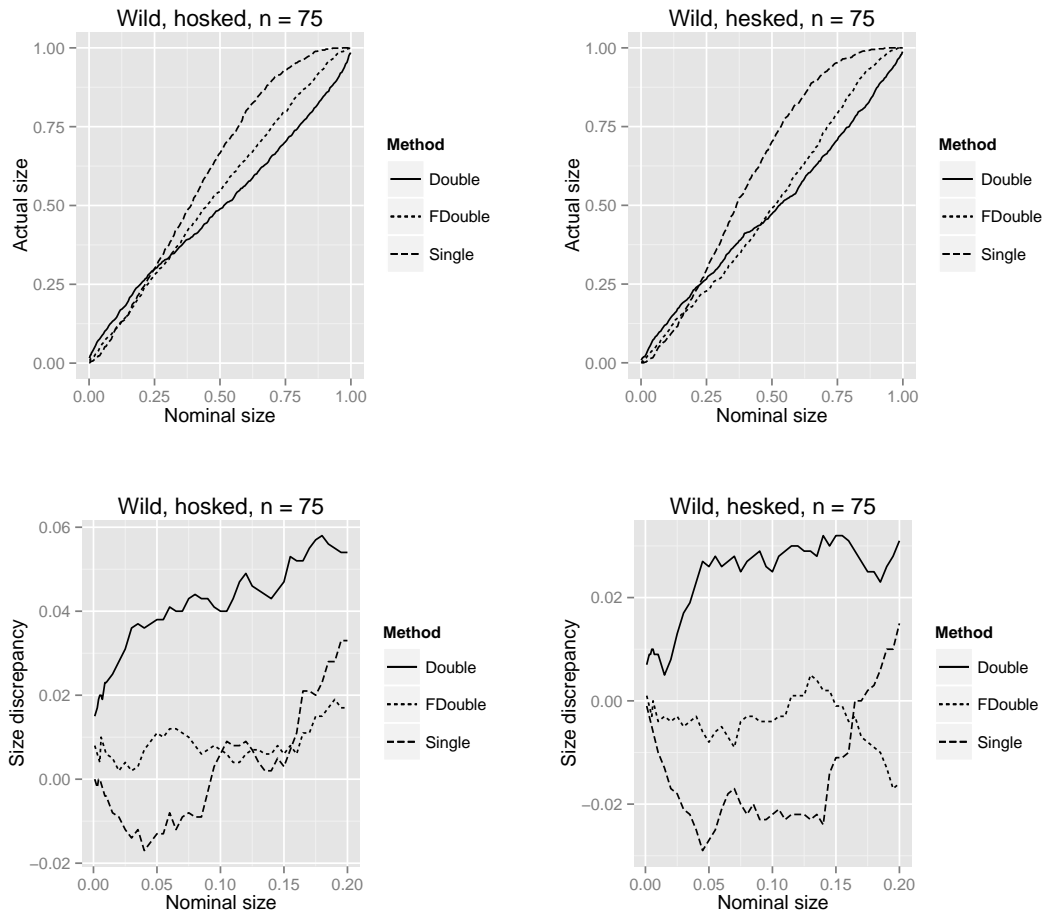 Wild, hosked, n = 75
1.00
0.75
0.50
0.25
0.00
Actual size
0.00 0.25 0.50 0.75 1.00
Nominal size
Method
Double
FDouble
Single
Wild, hesked, n = 75
1.00
0.75
0.50
0.25
0.00
Actual size
0.00 0.25 0.50 0.75 1.00
Nominal size
Method
Double
FDouble
Single
Wild, hosked, n = 75
0.06
0.04
0.02
0.00
−0.02
Size discrepancy
0.00 0.05 0.10 0.15 0.20
Nominal size
Method
Double
FDouble
Single
Wild, hesked, n = 75
0.02
0.00
−0.02
Size discrepancy
0.00 0.05 0.10 0.15 0.20
Nominal size
Method
Double
FDouble
Single